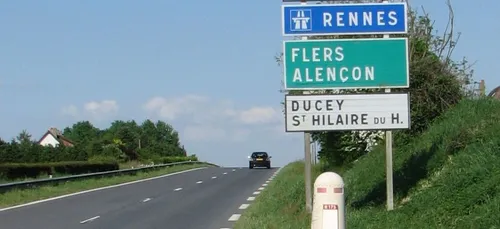 RENNES
FLERS
ALENÇON
DUCEY
ST HILAIRE DU H.